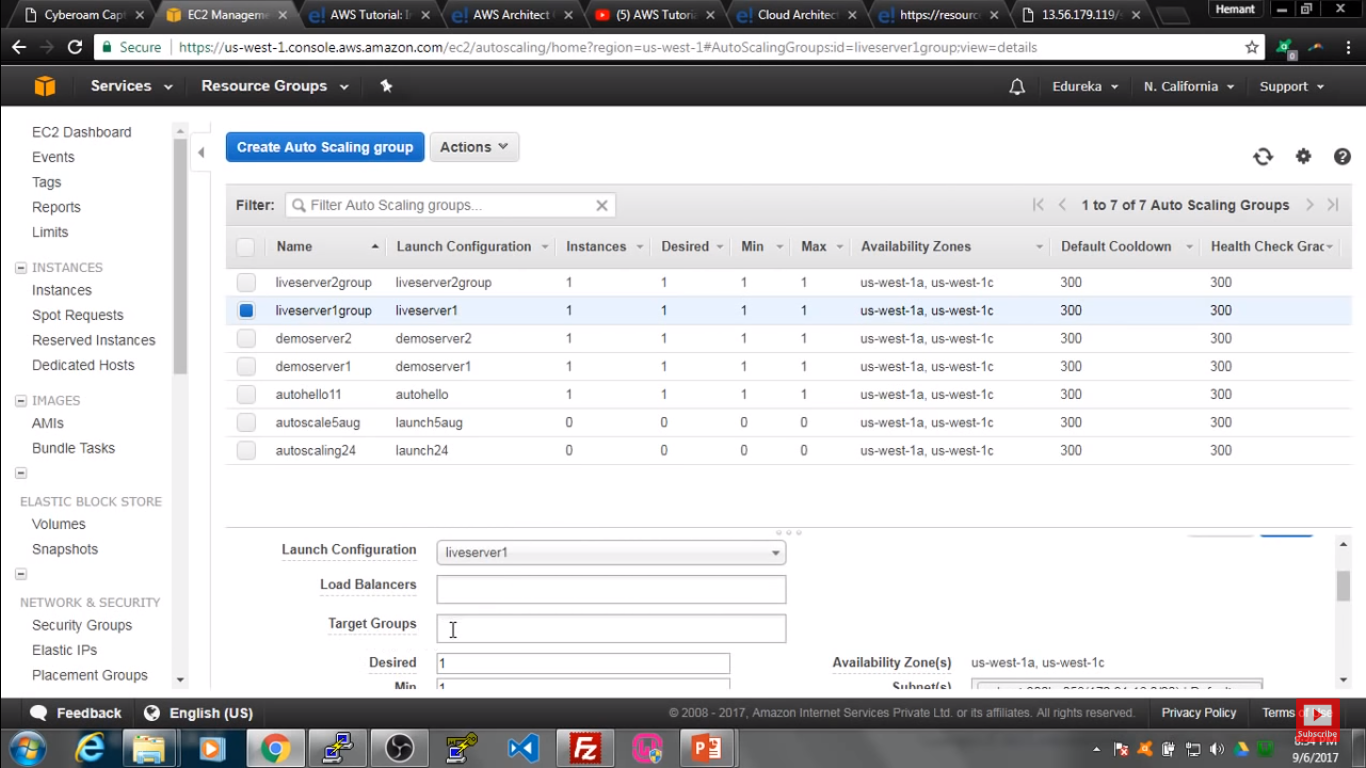 Cyberoam Capt
EC2 Managemen
AWS Tutorial: I
AWS Architect
(5) AWS Tutoria
Cloud Architect
https://resourc
13.56.179.119/
Hemant
Secure
https://us-west-1.console.aws.amazon.com/ec2/autoscaling/home?region=us-west-1#AutoScalingGroups:id=liveserver1group;view=details
0
Services
Resource Groups
Edureka
N. California
Support
EC2 Dashboard
Events
Tags
Reports
Limits
INSTANCES
Instances
Spot Requests
Reserved Instances
Dedicated Hosts
IMAGES
AMIs
Bundle Tasks
ELASTIC BLOCK STORE
Volumes
Snapshots
NETWORK & SECURITY
Security Groups
Elastic IPs
Placement Groups
Create Auto Scaling group
Actions
Filter:
Filter Auto Scaling groups...
1 to 7 of 7 Auto Scaling Groups
Name Launch Configuration Instances Desired Min Max Availability Zones Default Cooldown Health Check Grac
liveserver2group liveserver2group 1 1 1 1 us-west-1a, us-west-1c 300 300
liveserver1group liveserver1 1 1 1 1 us-west-1a, us-west-1c 300 300
demoserver2 demoserver2 1 1 1 1 us-west-1a, us-west-1c 300 300
demoserver1 demoserver1 1 1 1 1 us-west-1a, us-west-1c 300 300
autohello11 autohello 1 1 1 1 us-west-1a, us-west-1c 300 300
autoscale5aug launch5aug 0 0 0 0 us-west-1a, us-west-1c 300 300
autoscaling24 launch24 0 0 0 0 us-west-1a, us-west-1c 300 300
Launch Configuration liveserver1
Load Balancers
Target Groups
Desired 1
Availability Zone(s) us-west-1a, us-west-1c
Min 1
Subnet(s)
Feedback
English (US)
© 2008 - 2017, Amazon Internet Services Private Ltd. or its affiliates. All rights reserved.
Privacy Policy
Terms
Subscribe
PM
9/6/2017